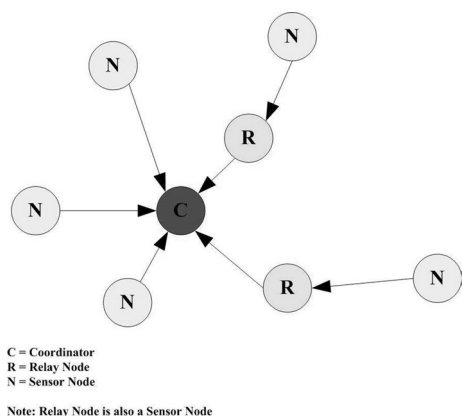 N
N
R
N
C
N
R
N
C = Coordinator
R = Relay Node
N = Sensor Node
Note: Relay Node is also a Sensor Node